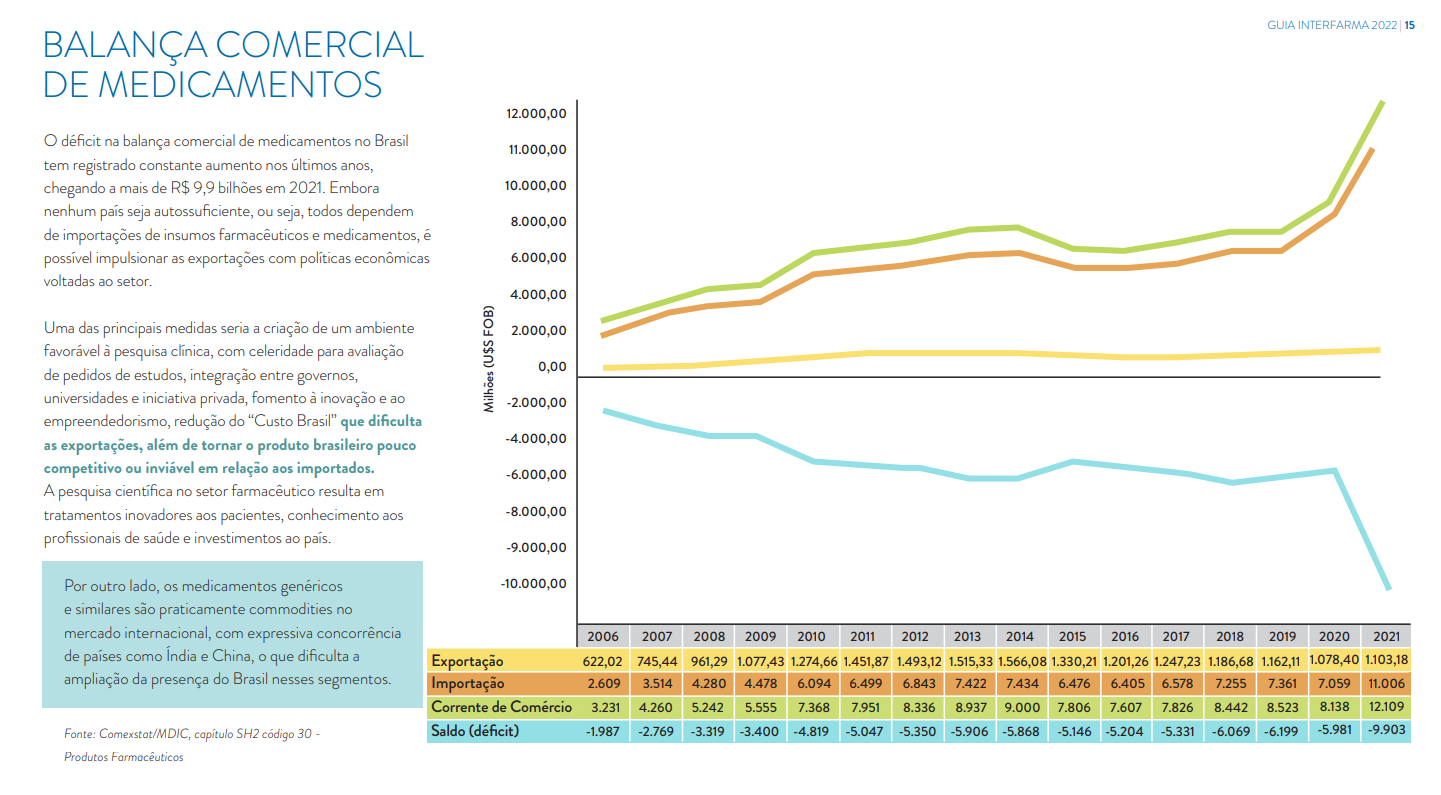 GUIA INTERFARMA 2022 | 15
BALANÇA COMERCIAL
DE MEDICAMENTOS
O déficit na balança comercial de medicamentos no Brasil
tem registrado constante aumento nos últimos anos,
chegando a mais de R$ 9,9 bilhões em 2021. Embora
nenhum país seja autossuficiente, ou seja, todos dependem
de importações de insumos farmacêuticos e medicamentos, é
possível impulsionar as exportações com políticas econômicas
voltadas ao setor.
Uma das principais medidas seria a criação de um ambiente
favorável à pesquisa clínica, com celeridade para avaliação
de pedidos de estudos, integração entre governos,
universidades e iniciativa privada, fomento à inovação e ao
empreendedorismo, redução do “Custo Brasil” que dificulta
as exportações, além de tornar o produto brasileiro pouco
competitivo ou inviável em relação aos importados.
A pesquisa científica no setor farmacêutico resulta em
tratamentos inovadores aos pacientes, conhecimento aos
profissionais de saúde e investimentos ao país.
Por outro lado, os medicamentos genéricos
e similares são praticamente commodities no
mercado internacional, com expressiva concorrência
de países como Índia e China, o que dificulta a
ampliação da presença do Brasil nesses segmentos.
Fonte: Comexstat/MDIC, capítulo SH2 código 30 -
Produtos Farmacêuticos
Milhões (U$S FOB)
12.000,00
11.000,00
10.000,00
8.000,00
6.000,00
4.000,00
2.000,00
0,00
-2.000,00
-4.000,00
-6.000,00
-8.000,00
-9.000,00
-10.000,00
2006 2007 2008 2009 2010 2011 2012 2013 2014 2015 2016 2017 2018 2019 2020 2021
Exportação 622,02 745,44 961,29 1.077,43 1.274,66 1.451,87 1.493,12 1.515,33 1.566,08 1.330,21 1.201,26 1.247,23 1.186,68 1.162,11 1.078,40 1.103,18
Importação 2.609 3.514 4.280 4.478 6.094 6.499 6.843 7.422 7.434 6.476 6.405 6.578 7.255 7.361 7.059 11.006
Corrente de Comércio 3.231 4.260 5.242 5.555 7.368 7.951 8.336 8.937 9.000 7.806 7.607 7.826 8.442 8.523 8.138 12.109
Saldo (déficit) -1.987 -2.769 -3.319 -3.400 -4.819 -5.047 -5.350 -5.906 -5.868 -5.146 -5.204 -5.331 -6.069 -6.199 -5.981 -9.903